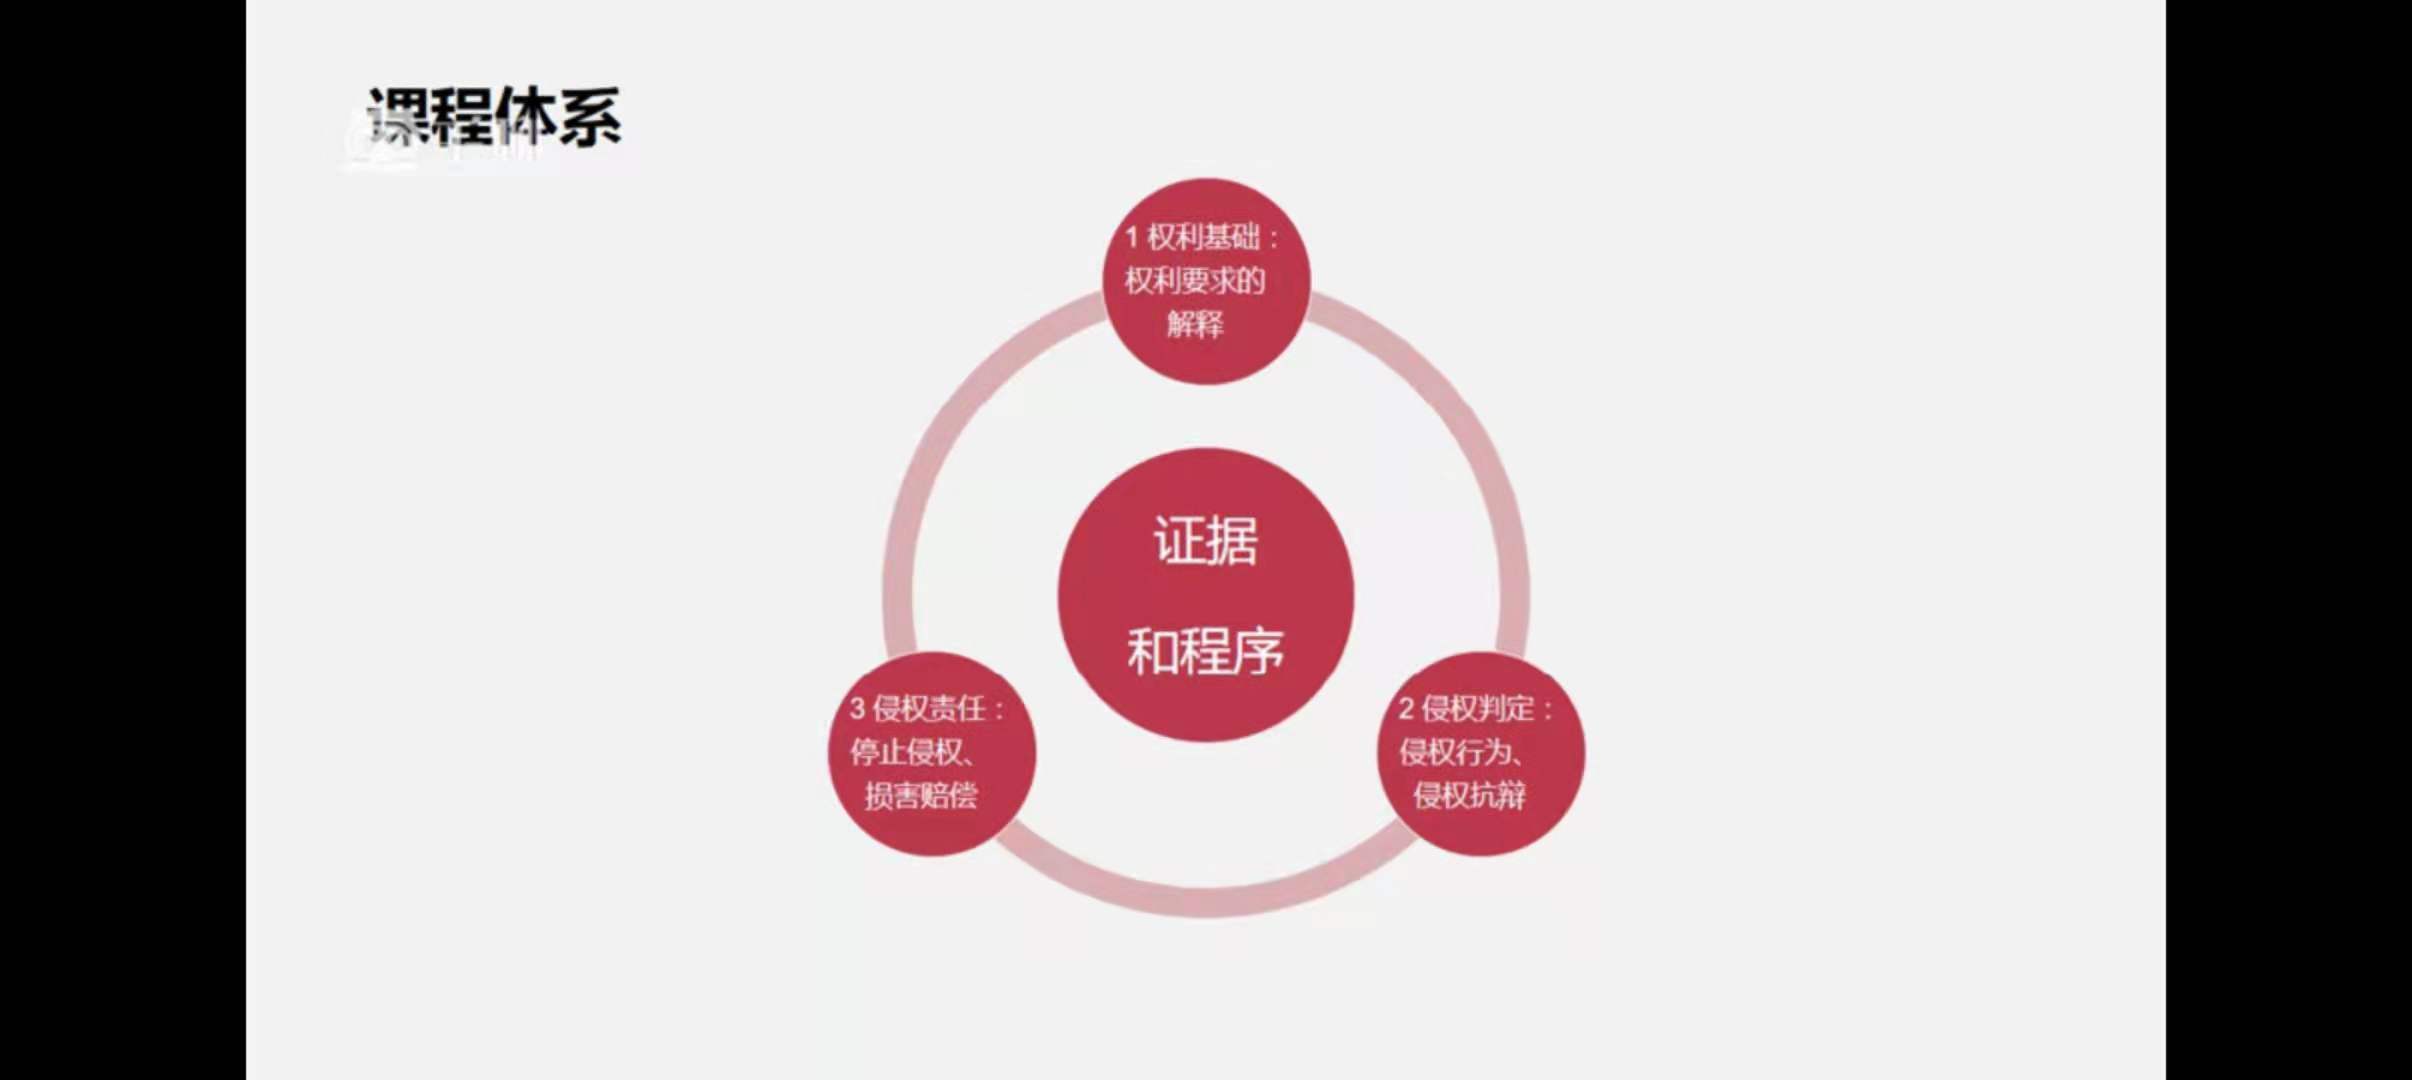 课程体系
1 权利基础：
权利要求的
解释
证据
和程序
3 侵权责任：
停止侵权、
损害赔偿
2 侵权判定：
侵权行为、
侵权抗辩